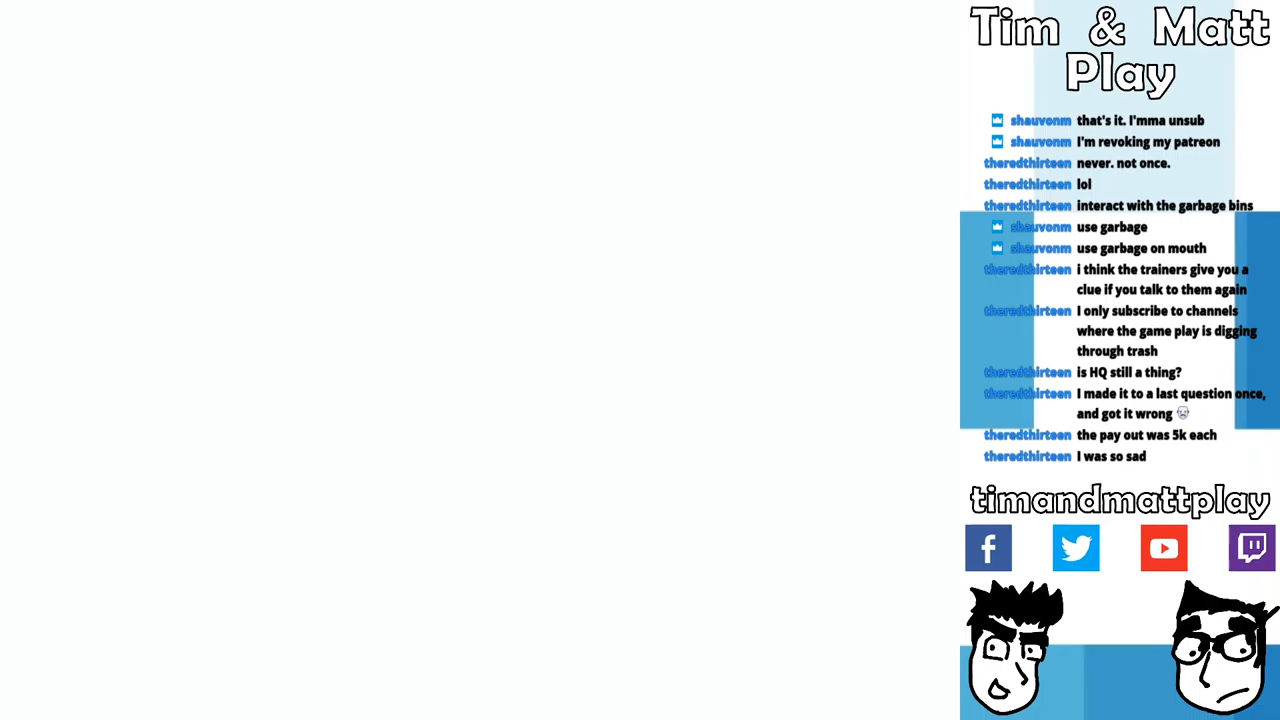 Tim & Matt
Play
shauvonm that's it. I'mma unsub
shauvonm I'm revoking my patreon
theredthirteen never. not once.
theredthirteen lol
theredthirteen interact with the garbage bins
shauvonm use garbage
shauvonm use garbage on mouth
theredthirteen i think the trainers give you a
clue if you talk to them again
theredthirteen I only subscribe to channels
where the game play is digging
through trash
theredthirteen is HQ still a thing?
theredthirteen I made it to a last question once,
and got it wrong
theredthirteen the pay out was 5k each
theredthirteen I was so sad
timandmattplay